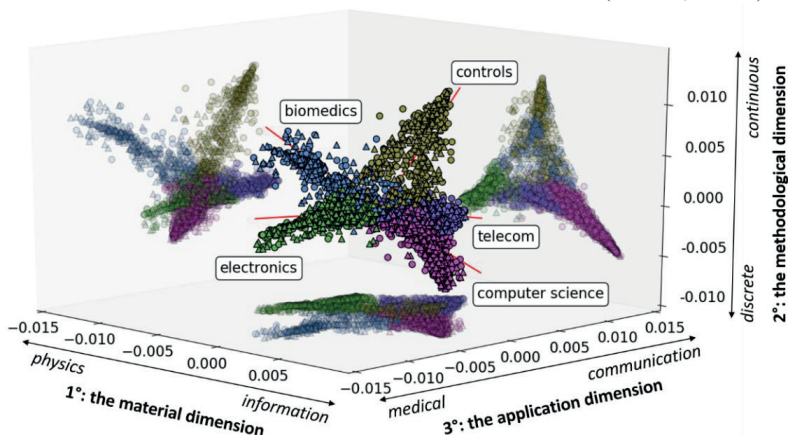 controls
biomedics
telecom
electronics
computer science
0.010
0.005
0.000
-0.005
-0.010
continuous
discrete
2°: the methodological dimension
−0.015
−0.010
−0.005
0.000
0.005
physics
information
1°: the material dimension
−0.015
−0.010
−0.005
0.000
0.005
0.010
0.015
medical
communication
3°: the application dimension